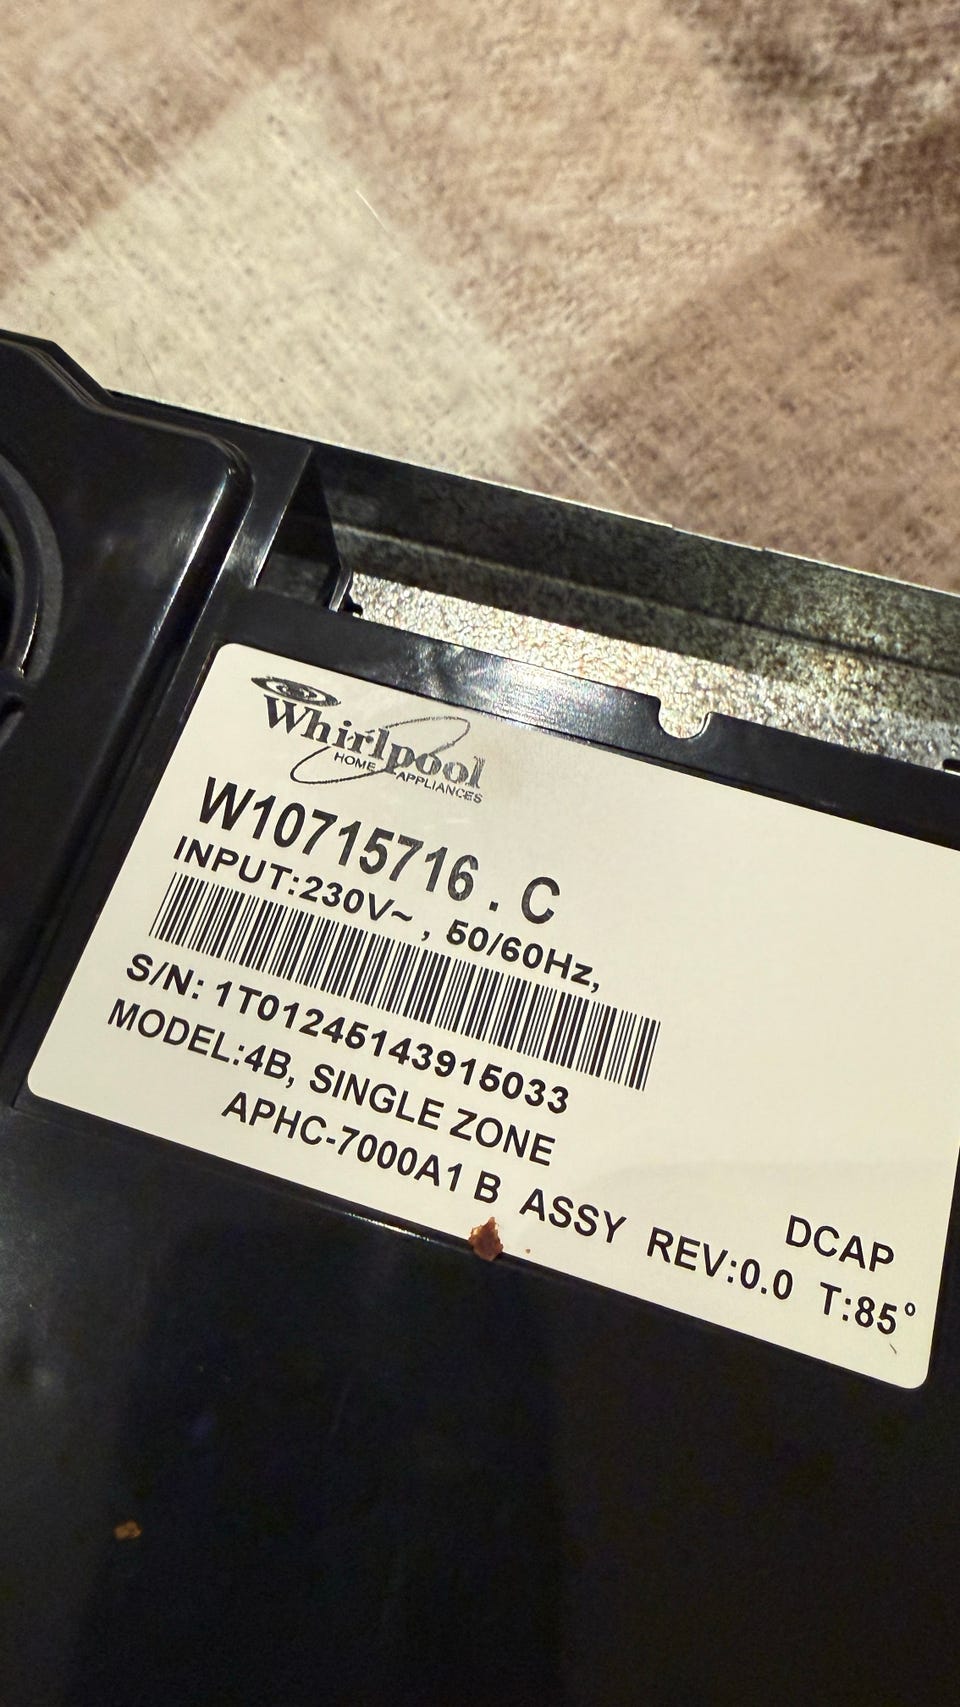 Whirlpool
HOME APPLIANCES
W10715716 . C
INPUT:230V~ , 50/60Hz,
S/N: 1T01245143915033
MODEL:4B, SINGLE ZONE
DCAP
APHC-7000A1 B ASSY REV:0.0 T:85°